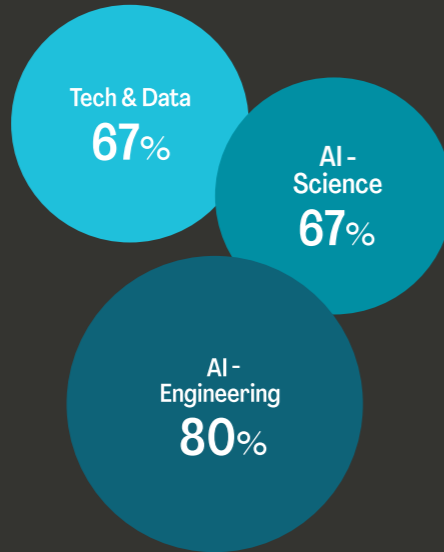 Tech & Data
67%
AI -
Science
67%
AI -
Engineering
80%